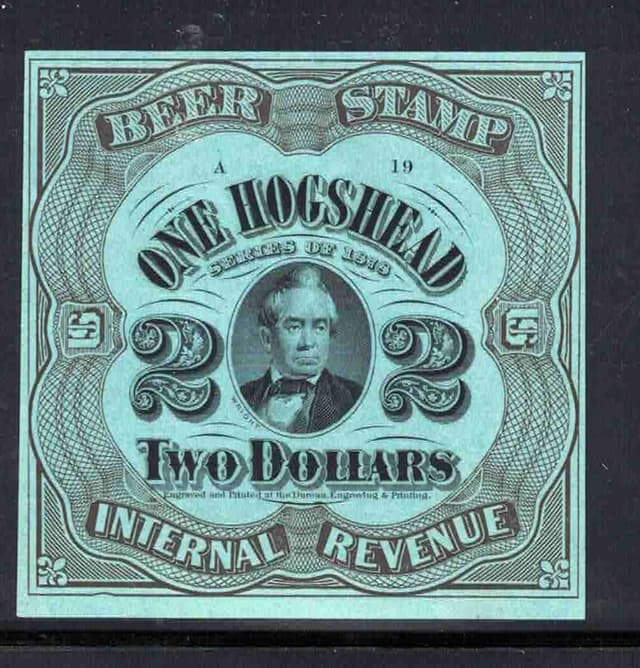 BEER STAMP
A 19
ONE HOGSHEAD
SERIES OF 1878
US
2 2
TWO DOLLARS
Engraved and Printed at the Bureau, Engraving & Printing.
INTERNAL REVENUE